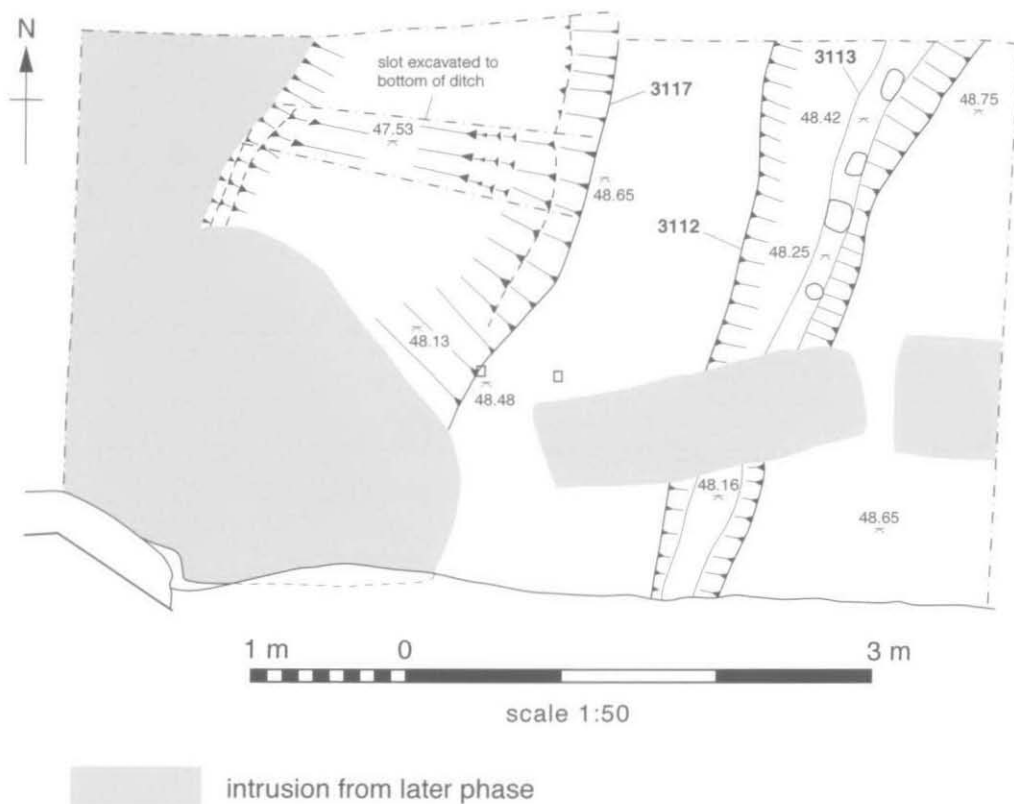 N
slot excavated to
bottom of ditch
3117
3113
48.75
48.42
47.53
48.65
3112
48.25
48.13
48.48
48.16
48.65
1 m
0
3 m
scale 1:50
intrusion from later phase